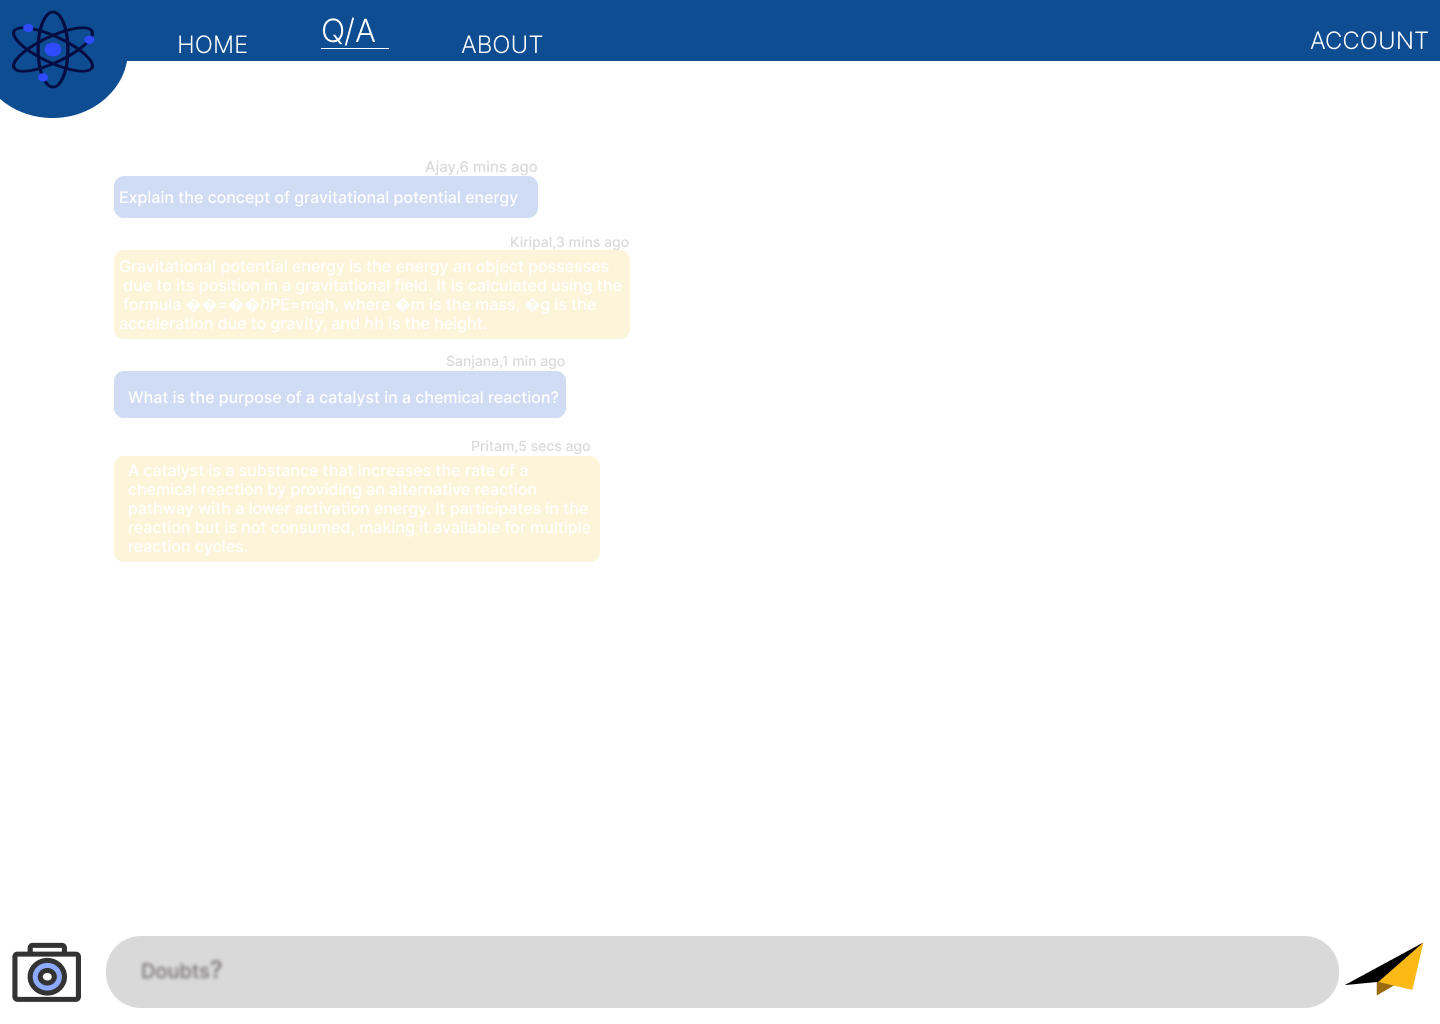 HOME Q/A ABOUT ACCOUNT
Ajay,6 mins ago
Explain the concept of gravitational potential energy
Kiripal,3 mins ago
Gravitational potential energy is the energy an object possesses
due to its position in a gravitational field. It is calculated using the
formula ��=��ℎPE=mgh, where �m is the mass, �g is the
acceleration due to gravity, and ℎh is the height.
Sanjana,1 min ago
What is the purpose of a catalyst in a chemical reaction?
Pritam,5 secs ago
A catalyst is a substance that increases the rate of a
chemical reaction by providing an alternative reaction
pathway with a lower activation energy. It participates in the
reaction but is not consumed, making it available for multiple
reaction cycles.
Doubts?